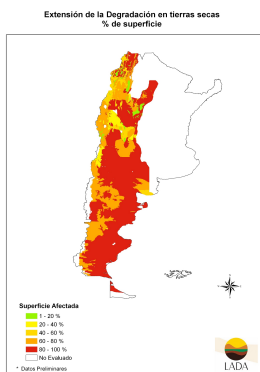 Extensión de la Degradación en tierras secas
% de superficie
Superficie Afectada
1 - 20 %
20 - 40 %
40 - 60 %
60 - 80 %
80 - 100 %
No Evaluado
* Datos Preliminares
LADA